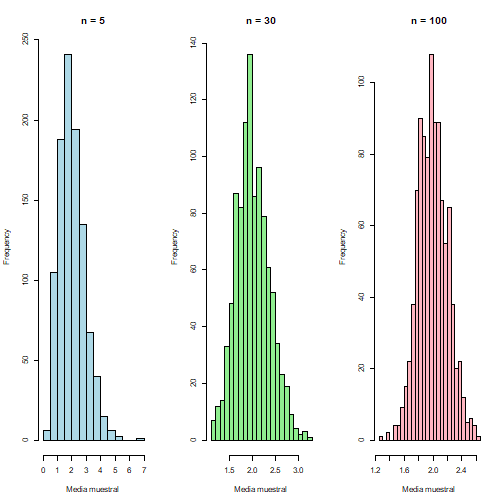 n = 5
250
200
150
100
50
0
Frequency
0 1 2 3 4 5 6 7
Media muestral
n = 30
140
120
100
80
60
40
20
0
Frequency
1.5 2.0 2.5 3.0
Media muestral
n = 100
100
80
60
40
20
0
Frequency
1.2 1.6 2.0 2.4
Media muestral